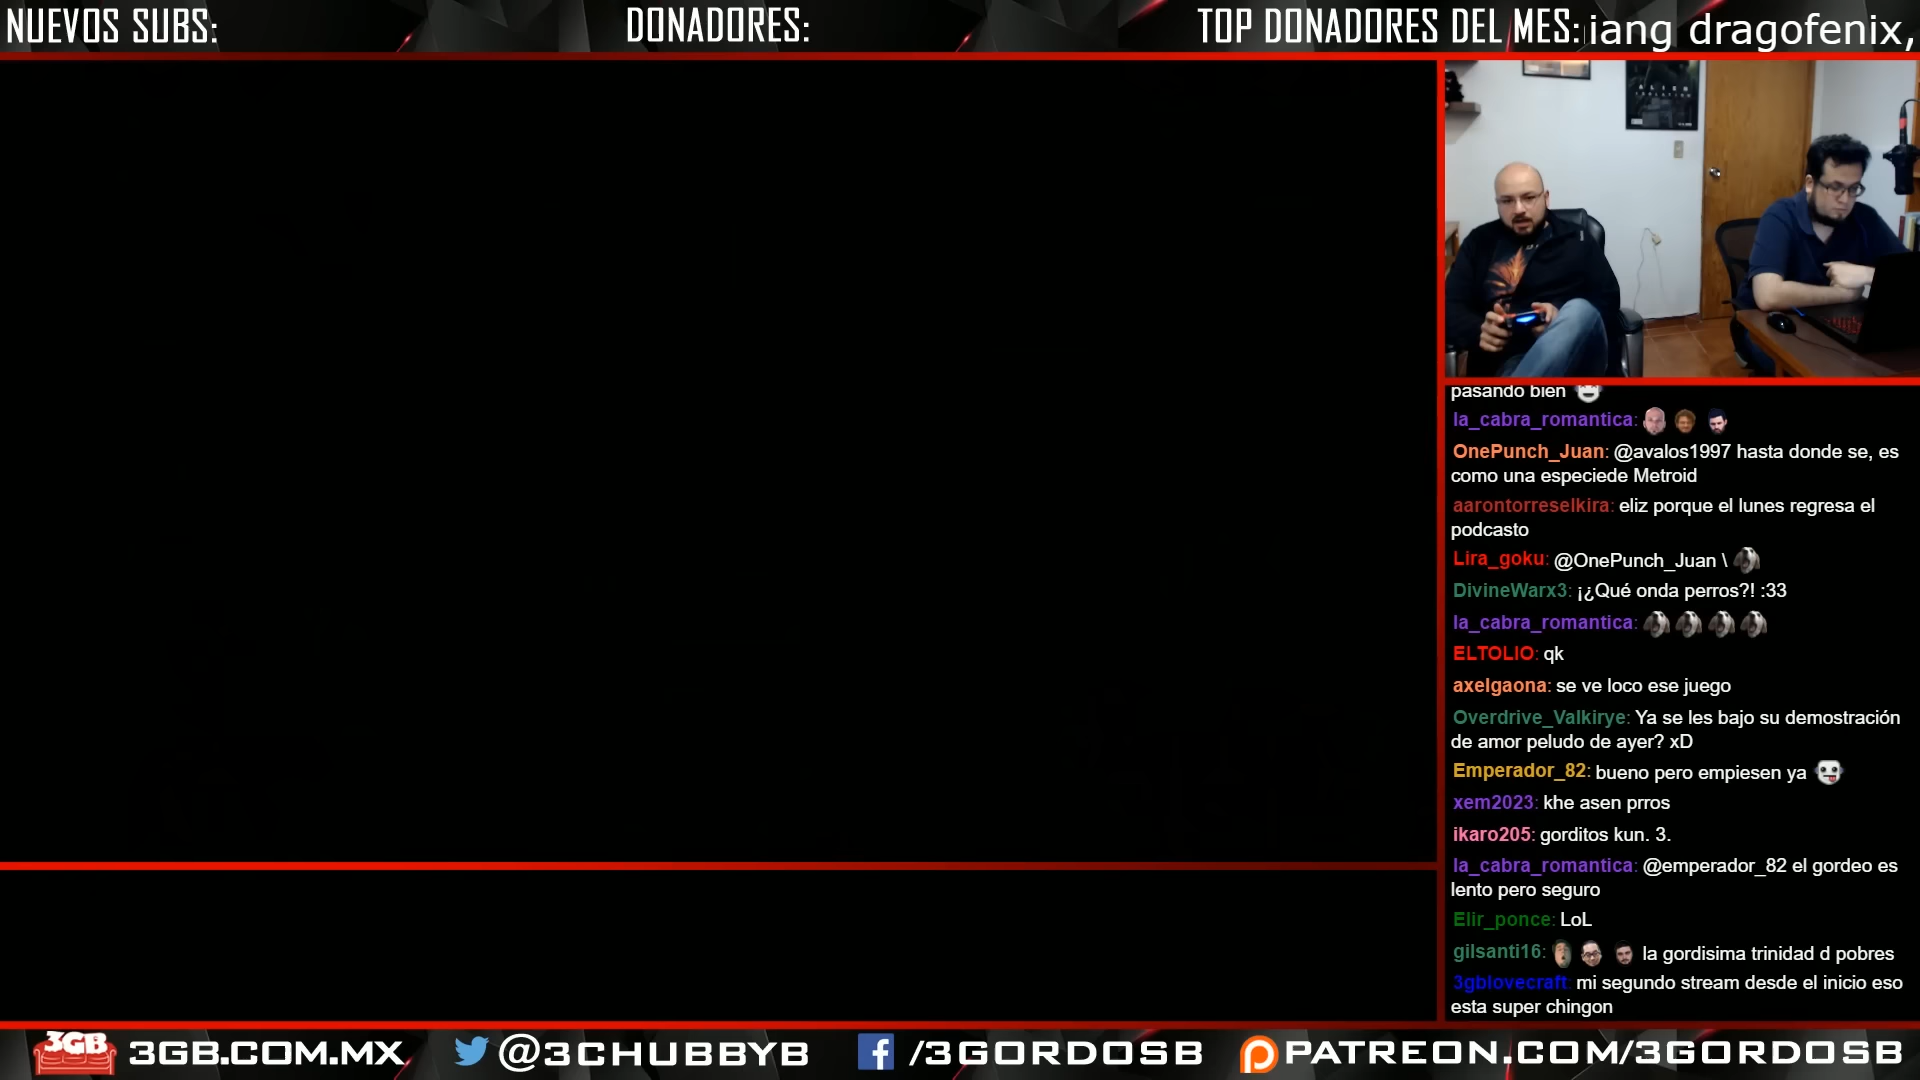 NUEVOS SUBS:
DONADORES:
TOP DONADORES DEL MES:
iang dragofenix,
ALIEN
pasando bien
la_cabra_romantica:
OnePunch_Juan: @avalos1997 hasta donde se, es
como una especiede Metroid
aarontorreselkira: eliz porque el lunes regresa el
podcasto
Lira_goku: @OnePunch_Juan \
DivineWarx3: ¡¿Qué onda perros?! :33
la_cabra_romantica:
ELTOLIO: qk
axelgaona: se ve loco ese juego
Overdrive_Valkirye: Ya se les bajo su demostración
de amor peludo de ayer? xD
Emperador_82: bueno pero empiesen ya
xem2023: khe asen prros
ikaro205: gorditos kun. 3.
la_cabra_romantica: @emperador_82 el gordeo es
lento pero seguro
Elir_ponce: LoL
gilsanti16: la gordisima trinidad d pobres
3gblovecraft: mi segundo stream desde el inicio eso
esta super chingon
3GB
3GB.COM.MX
@3CHUBBYB
/3GORDOSB
PATREON.COM/3GORDOSB